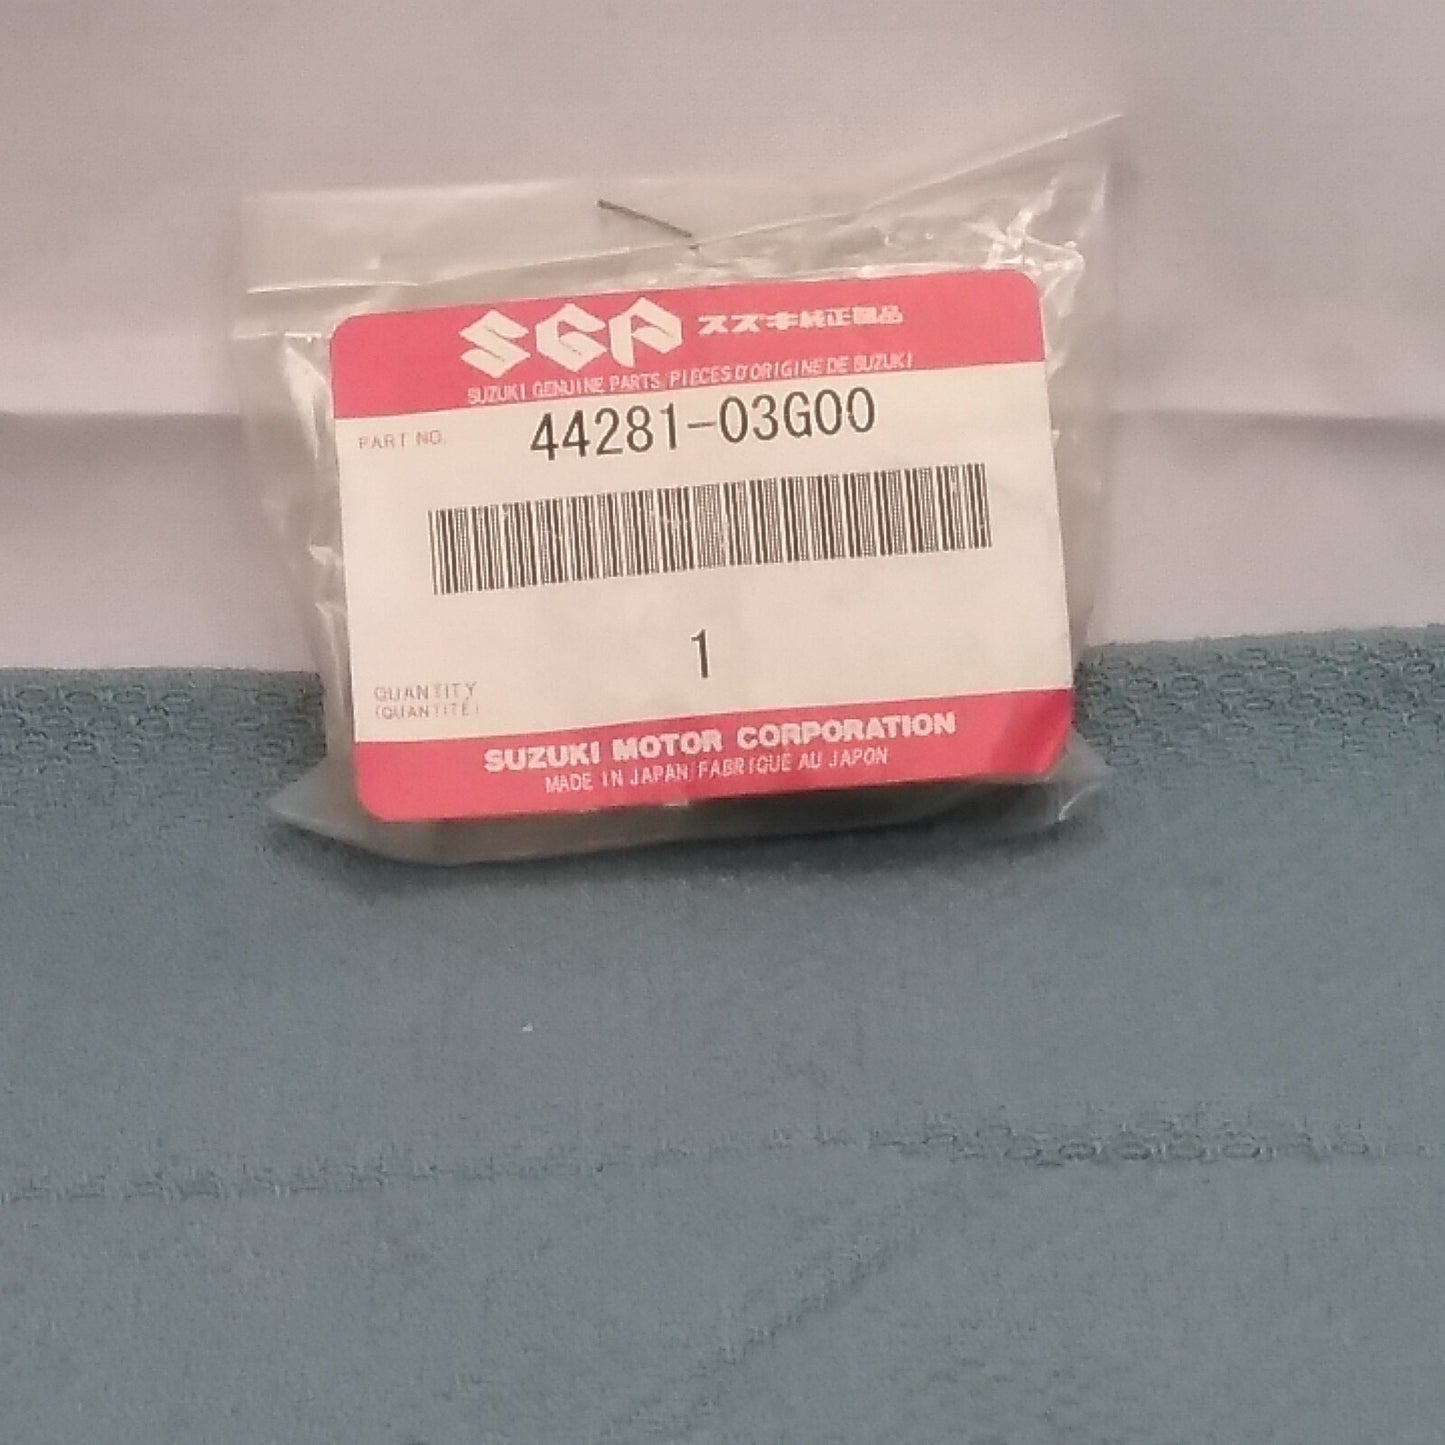 SGP スズキ純正部品
SUZUKI GENUINE PARTS/PIECES D'ORIGINE DE SUZUKI
PART NO. 44281-03G00
1
QUANTITY
(QUANTITÉ)
SUZUKI MOTOR CORPORATION
MADE IN JAPAN/FABRIQUE AU JAPON